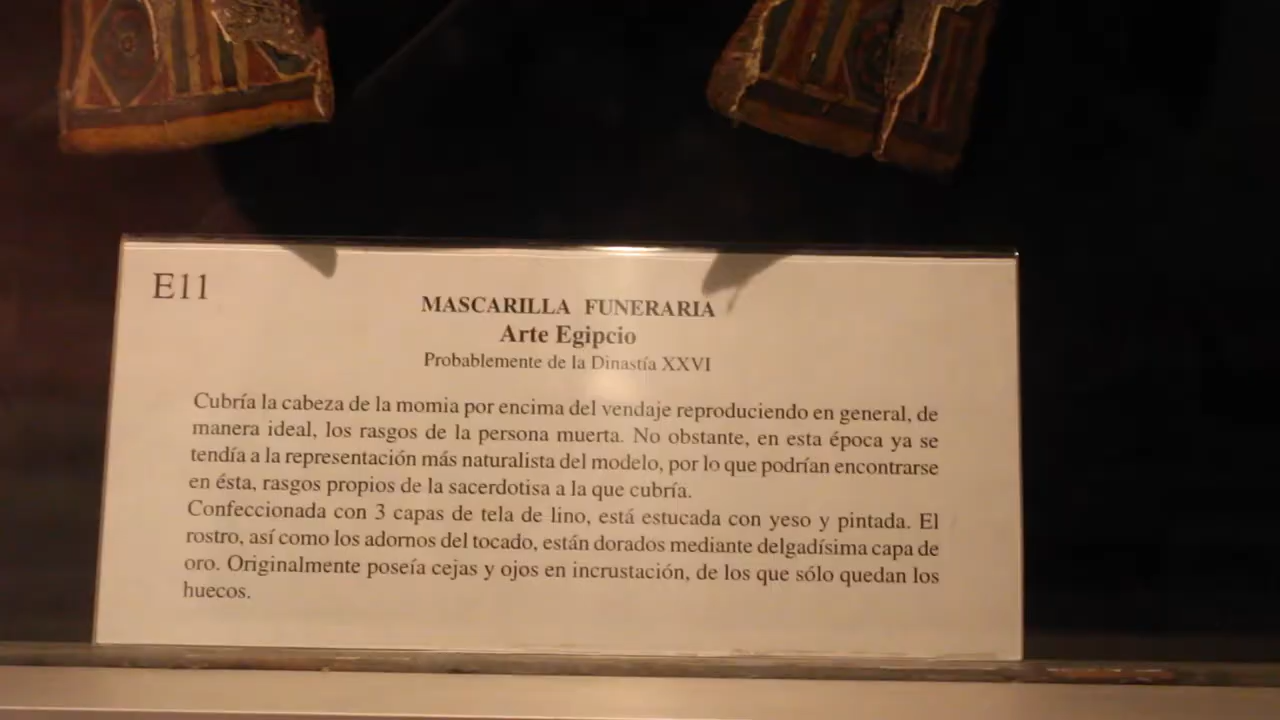 E11
MASCARILLA FUNERARIA
Arte Egipcio
Probablemente de la Dinastía XXVI
Cubría la cabeza de la momia por encima del vendaje reproduciendo en general, de
manera ideal, los rasgos de la persona muerta. No obstante, en esta época ya se
tendía a la representación más naturalista del modelo, por lo que podrían encontrarse
en ésta, rasgos propios de la sacerdotisa a la que cubría.
Confeccionada con 3 capas de tela de lino, está estucada con yeso y pintada. El
rostro, así como los adornos del tocado, están dorados mediante delgadísima capa de
oro. Originalmente poseía cejas y ojos en incrustación, de los que sólo quedan los
huecos.